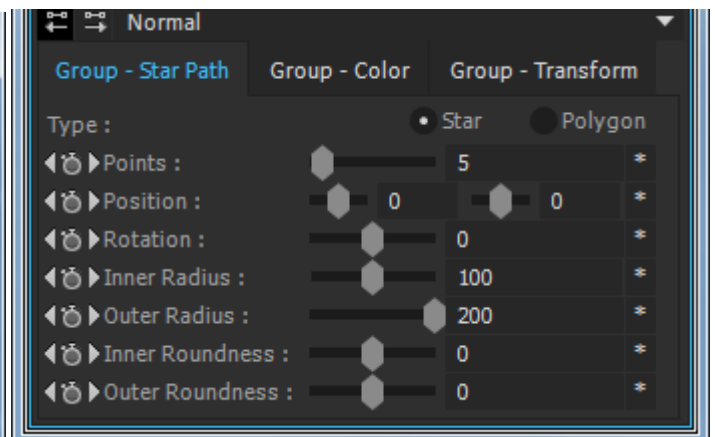 Normal
Group - Star Path Group - Color Group - Transform
Type : Star Polygon
Points : 5 *
Position : 0 0 *
Rotation : 0 *
Inner Radius : 100 *
Outer Radius : 200 *
Inner Roundness : 0 *
Outer Roundness : 0 *